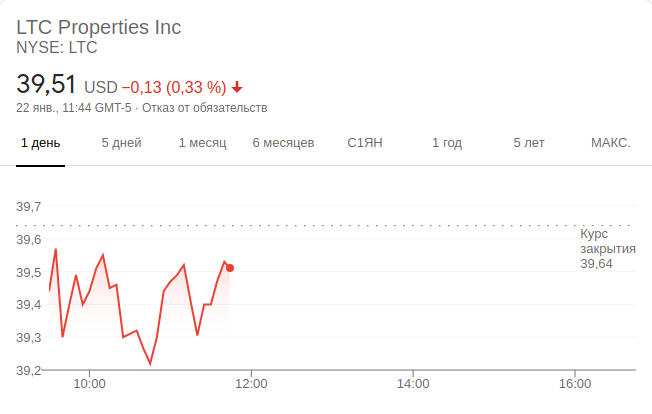 LTC Properties Inc
NYSE: LTC
39,51 USD −0,13 (0,33 %)
22 янв., 11:44 GMT-5 · Отказ от обязательств
1 день 5 дней 1 месяц 6 месяцев С1ЯН 1 год 5 лет МАКС.
39,7
39,6
39,5
39,4
39,3
39,2
Курс
закрытия
39,64
10:00 12:00 14:00 16:00